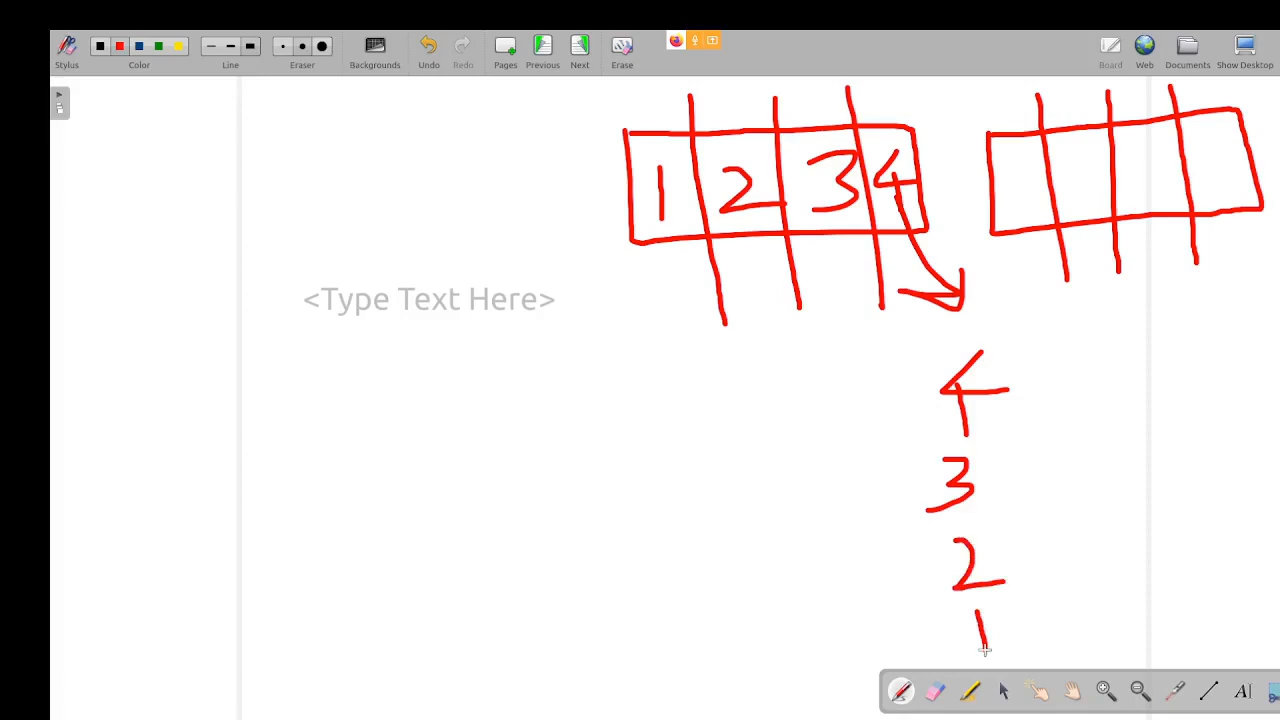 Stylus Color Line Eraser Backgrounds Undo Redo Pages Previous Next Erase Board Web Documents Show Desktop
1 2 3 4
<Type Text Here>
4
3
2
1